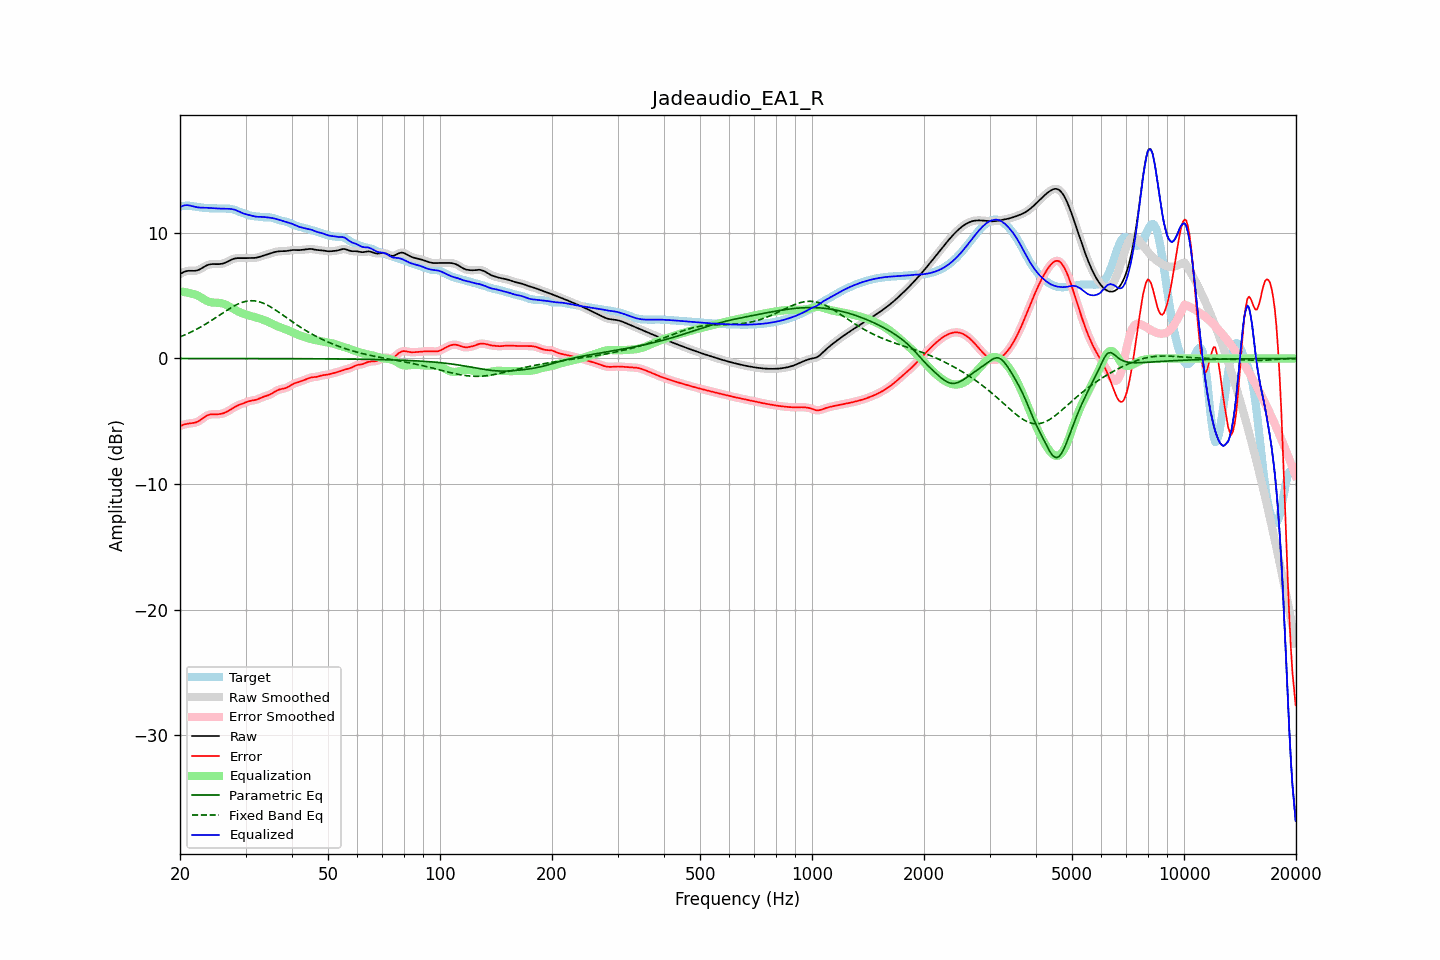 Jadeaudio_EA1_R
Amplitude (dBr)
10
0
−10
−20
−30
Target
Raw Smoothed
Error Smoothed
Raw
Error
Equalization
Parametric Eq
Fixed Band Eq
Equalized
20 50 100 200 500 1000 2000 5000 10000 20000
Frequency (Hz)